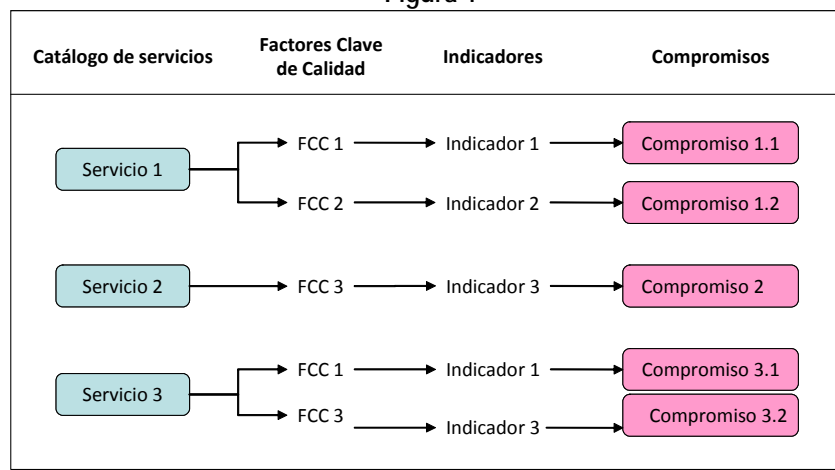 Catálogo de servicios
Factores Clave
de Calidad
Indicadores
Compromisos
Servicio 1
FCC 1
Indicador 1
Compromiso 1.1
FCC 2
Indicador 2
Compromiso 1.2
Servicio 2
FCC 3
Indicador 3
Compromiso 2
Servicio 3
FCC 1
Indicador 1
Compromiso 3.1
FCC 3
Indicador 3
Compromiso 3.2